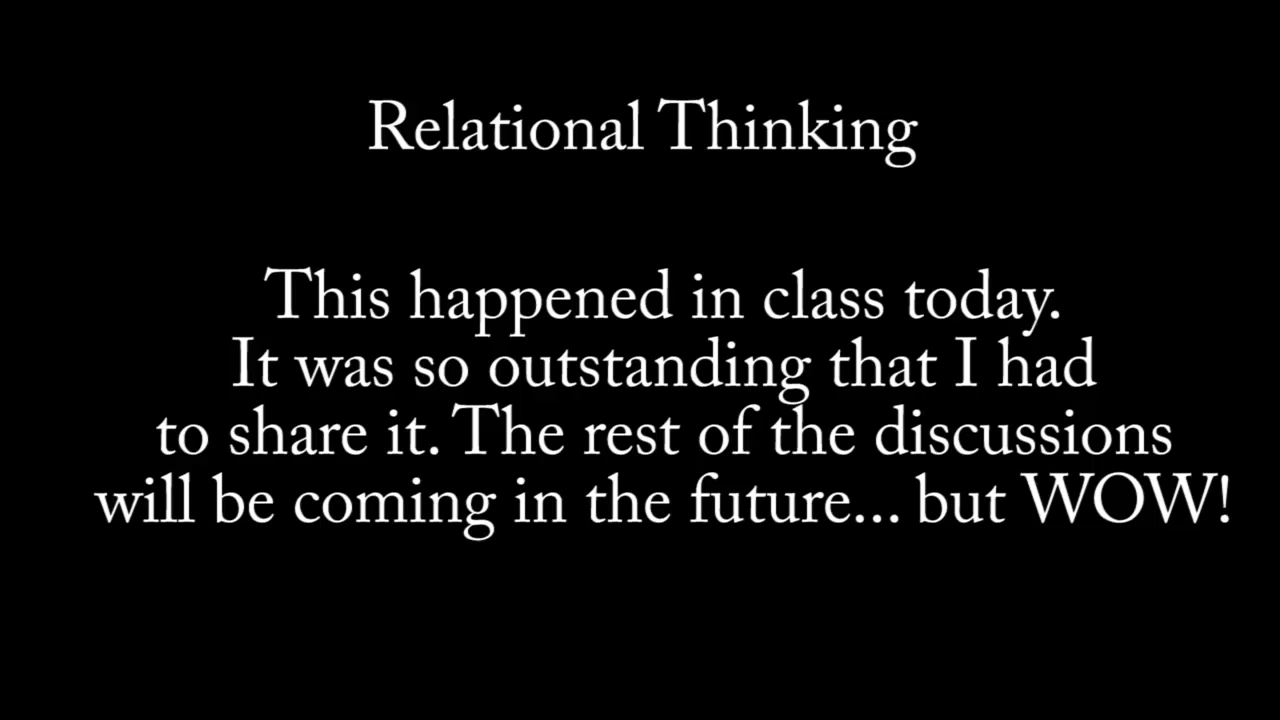 Relational Thinking
This happened in class today.
It was so outstanding that I had
to share it. The rest of the discussions
will be coming in the future... but WOW!